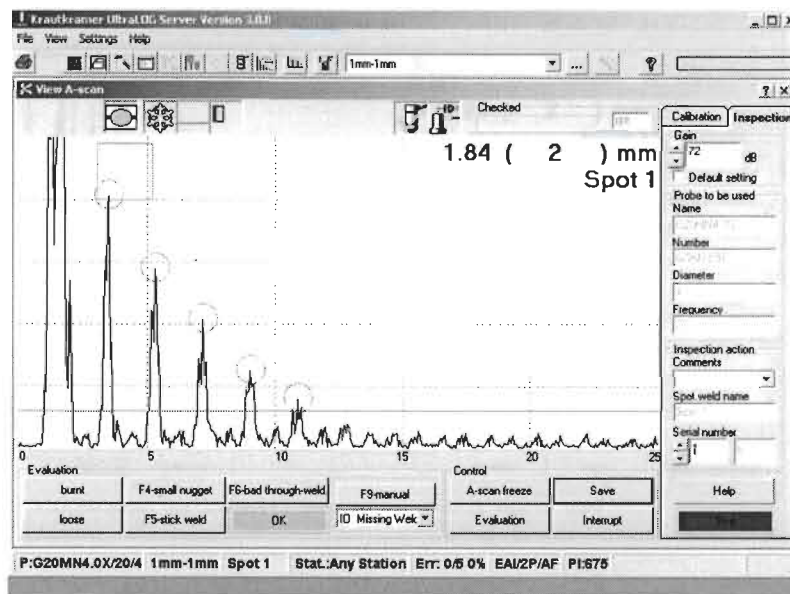 Krautkramer UltraLOG Server Version 3.0.0
File View Settings Help
1mm-1mm
...
View A-scan
Checked
Calibration Inspection
Gain
72 dB
Default setting
1.84 ( 2 ) mm
Spot 1
Probe to be used
Name
Number
Diameter
Frequency
Inspection action
Comments
Spot weld name
Serial number
1
0 5 10 15 20 25
Evaluation
Control
burnt F4-small nugget F6-bad through-weld F9-manual A-scan freeze Save Help
loose F5-stick weld OK IO Missing Wek Evaluation Interrupt
P:G20MN4.0X/20/4 1mm-1mm Spot 1 Stat.:Any Station Err: 0/5 0% EAI/2P/AF PI:675